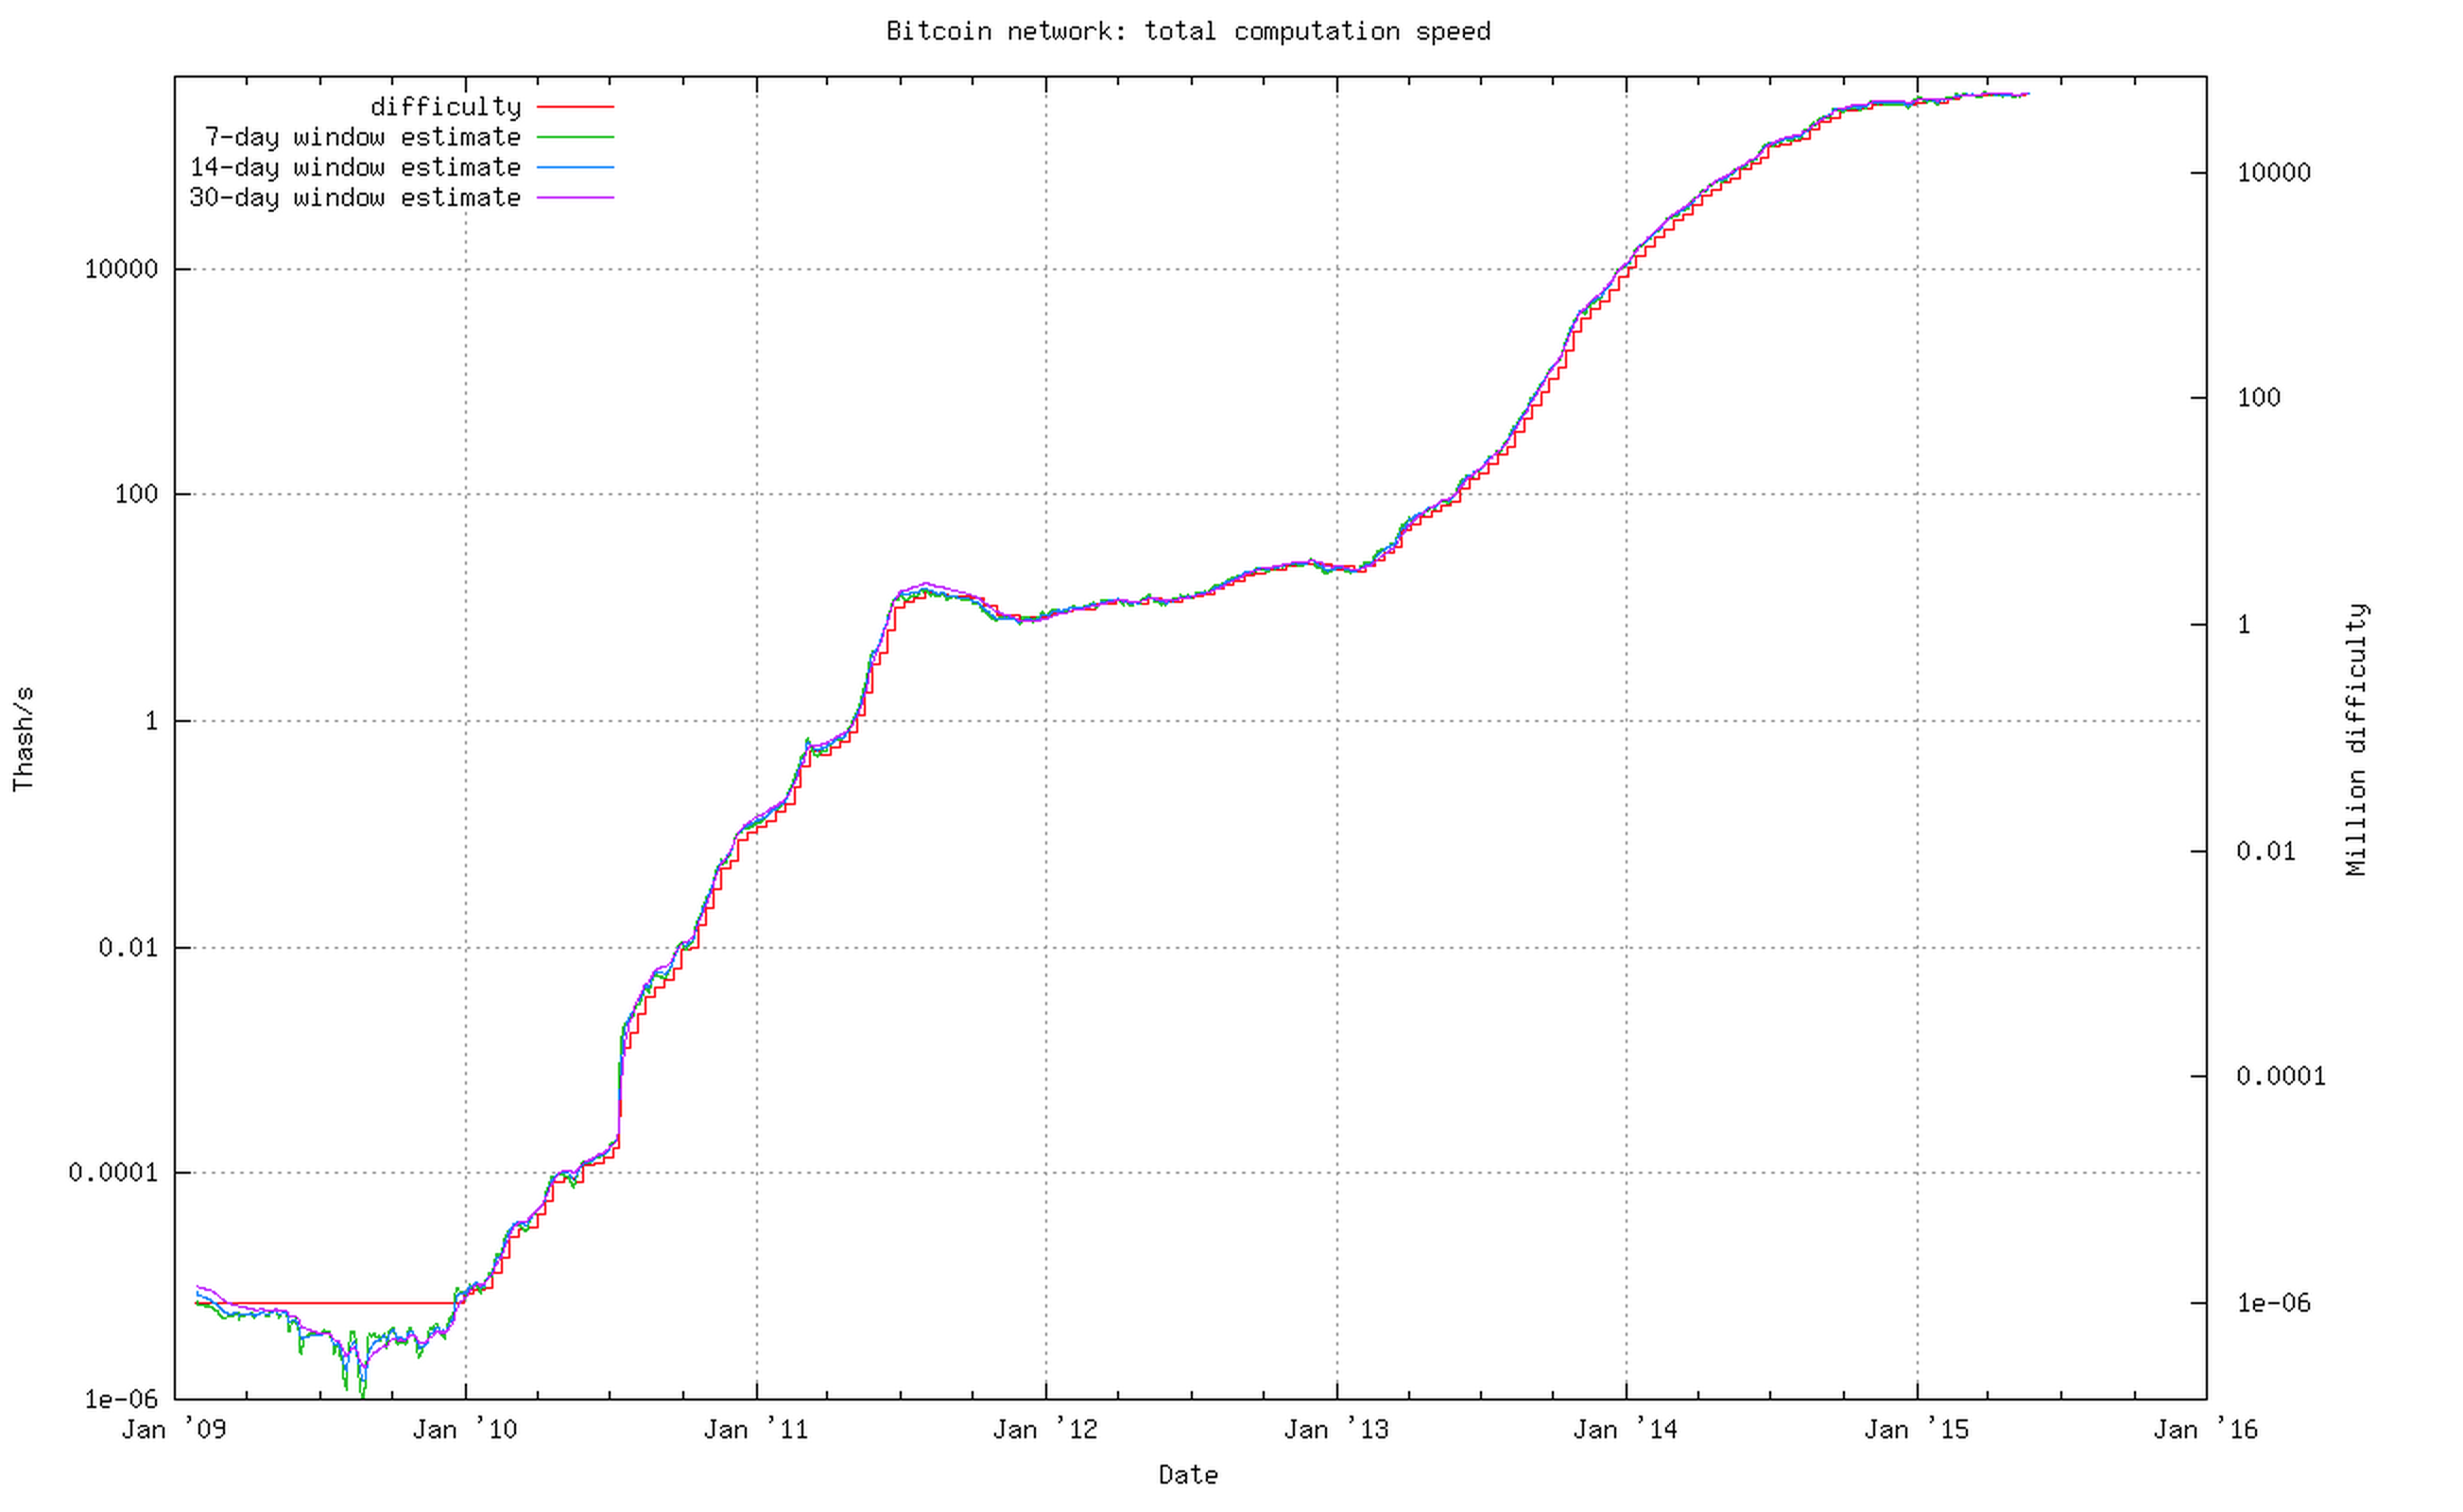 Bitcoin network: total computation speed
difficulty
7-day window estimate
14-day window estimate
30-day window estimate
10000
100
1
0.01
0.0001
1e-06
Thash/s
10000
100
1
0.01
0.0001
1e-06
Million difficulty
Jan '09 Jan '10 Jan '11 Jan '12 Jan '13 Jan '14 Jan '15 Jan '16
Date